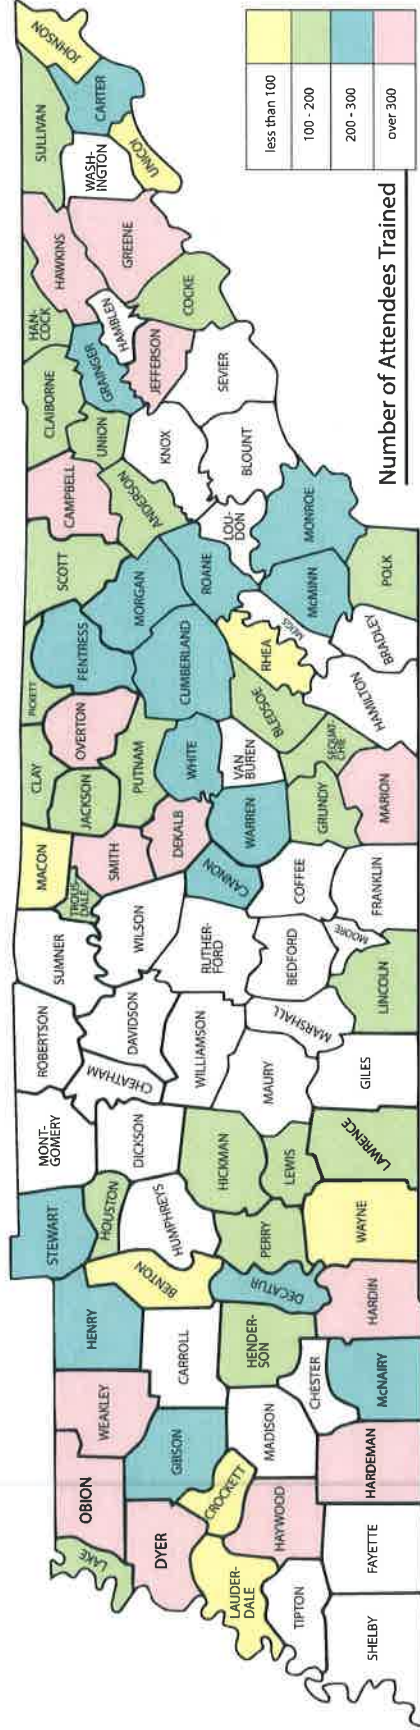 JOHNSON
SULLIVAN
CARTER
WASH-
INGTON
UNICOI
HAWKINS
GREENE
HAN-
COCK
HAMBLEN
COCKE
CLAIBORNE
GRAINGER
JEFFERSON
SEVIER
UNION
KNOX
BLOUNT
CAMPBELL
ANDERSON
LOU-
DON
MONROE
SCOTT
MORGAN
ROANE
McMINN
POLK
MEIGS
BRADLEY
PICKETT
FENTRESS
CUMBERLAND
RHEA
HAMILTON
OVERTON
BLEDSOE
SEQUAT-
CHIE
CLAY
PUTNAM
WHITE
VAN
BUREN
MARION
JACKSON
WARREN
GRUNDY
MACON
SMITH
DEKALB
CANNON
COFFEE
FRANKLIN
TROUS-
DALE
SUMNER
WILSON
RUTHER-
FORD
BEDFORD
MOORE
LINCOLN
ROBERTSON
DAVIDSON
WILLIAMSON
MARSHALL
CHEATHAM
MAURY
GILES
MONT-
GOMERY
DICKSON
HICKMAN
LEWIS
LAWRENCE
STEWART
HOUSTON
HUMPHREYS
PERRY
WAYNE
HENRY
BENTON
DECATUR
HARDIN
CARROLL
HENDER-
SON
CHESTER
McNAIRY
WEAKLEY
GIBSON
MADISON
HARDEMAN
OBION
CROCKETT
HAYWOOD
LAKE
DYER
LAUDER-
DALE
TIPTON
FAYETTE
SHELBY
Number of Attendees Trained
less than 100
100 - 200
200 - 300
over 300